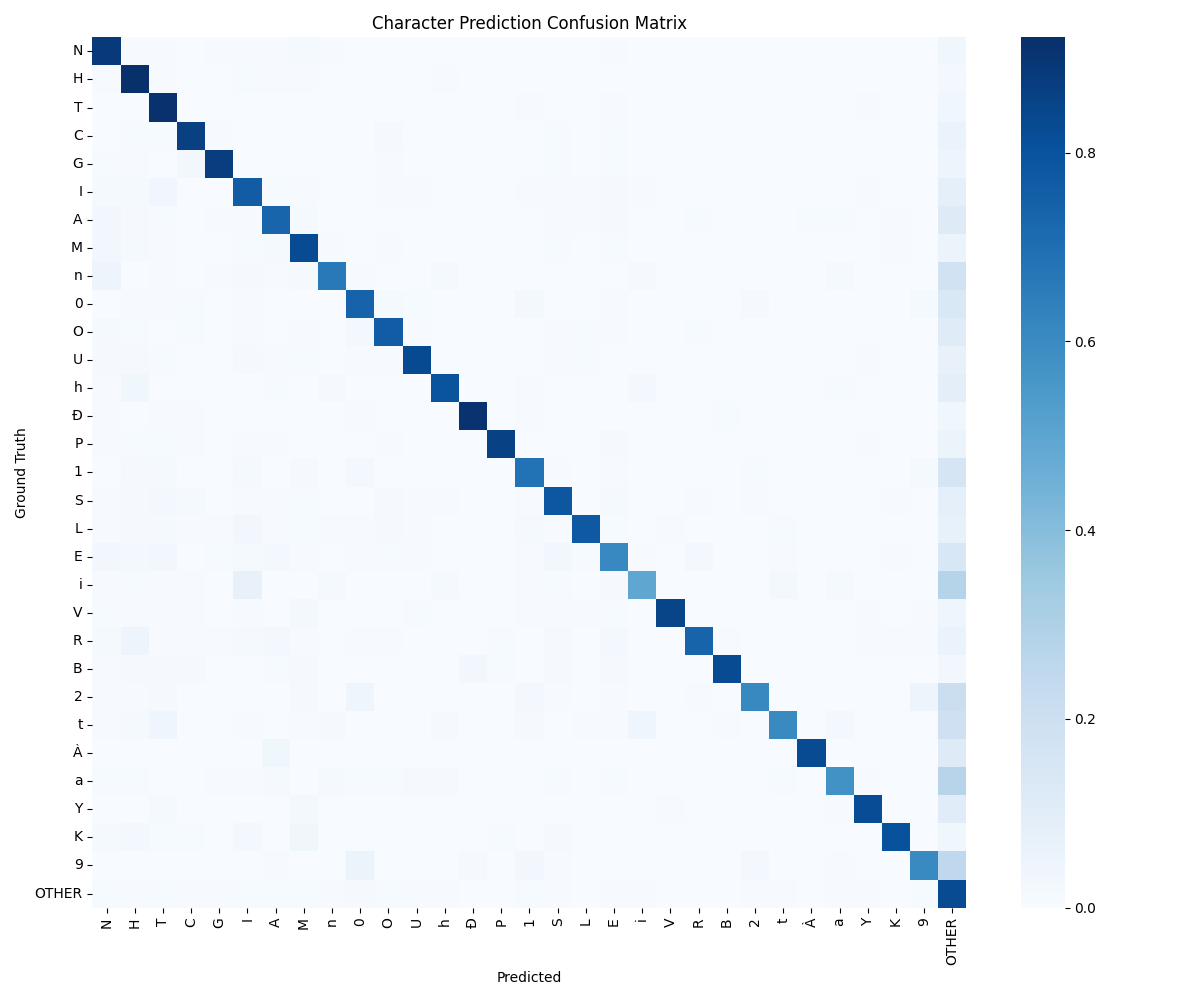 Character Prediction Confusion Matrix
Ground Truth
N
H
T
C
G
I
A
M
n
0
O
U
h
Đ
P
1
S
L
E
i
V
R
B
2
t
À
a
Y
K
9
OTHER
N H T C G I A M n 0 O U h Đ P 1 S L E i V R B 2 t À a Y K 9 OTHER
Predicted
0.8
0.6
0.4
0.2
0.0